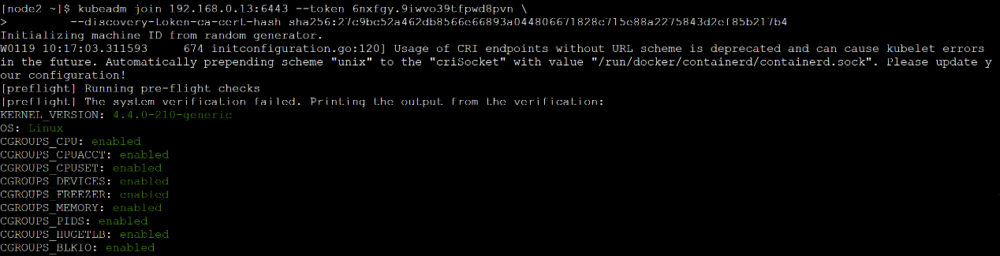 [node2 ~]$ kubeadm join 192.168.0.13:6443 --token 6nxfgy.9iwvo39tfpwd8pvn \
>         --discovery-token-ca-cert-hash sha256:27c9bc52a462db8566e66893a044806671828c715e88a2275843d2ef85b217b4
Initializing machine ID from random generator.
W0119 10:17:03.311593     674 initconfiguration.go:120] Usage of CRI endpoints without URL scheme is deprecated and can cause kubelet errors
in the future. Automatically prepending scheme "unix" to the "criSocket" with value "/run/docker/containerd/containerd.sock". Please update y
our configuration!
[preflight] Running pre-flight checks
[preflight] The system verification failed. Printing the output from the verification:
KERNEL_VERSION: 4.4.0-210-generic
OS: Linux
CGROUPS_CPU: enabled
CGROUPS_CPUACCT: enabled
CGROUPS_CPUSET: enabled
CGROUPS_DEVICES: enabled
CGROUPS_FREEZER: enabled
CGROUPS_MEMORY: enabled
CGROUPS_PIDS: enabled
CGROUPS_HUGETLB: enabled
CGROUPS_BLKIO: enabled